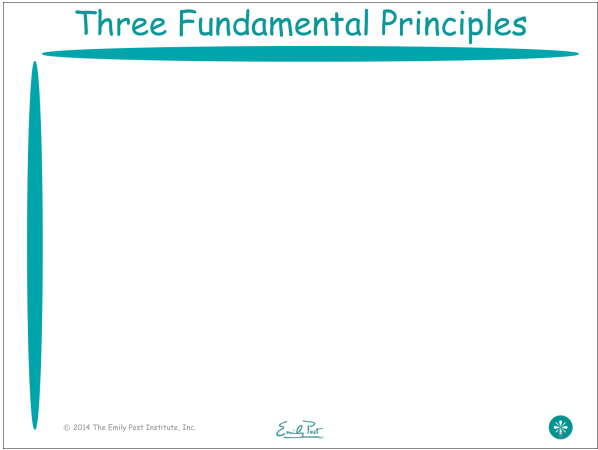 Three Fundamental Principles
© 2014 The Emily Post Institute, Inc.
Emily Post